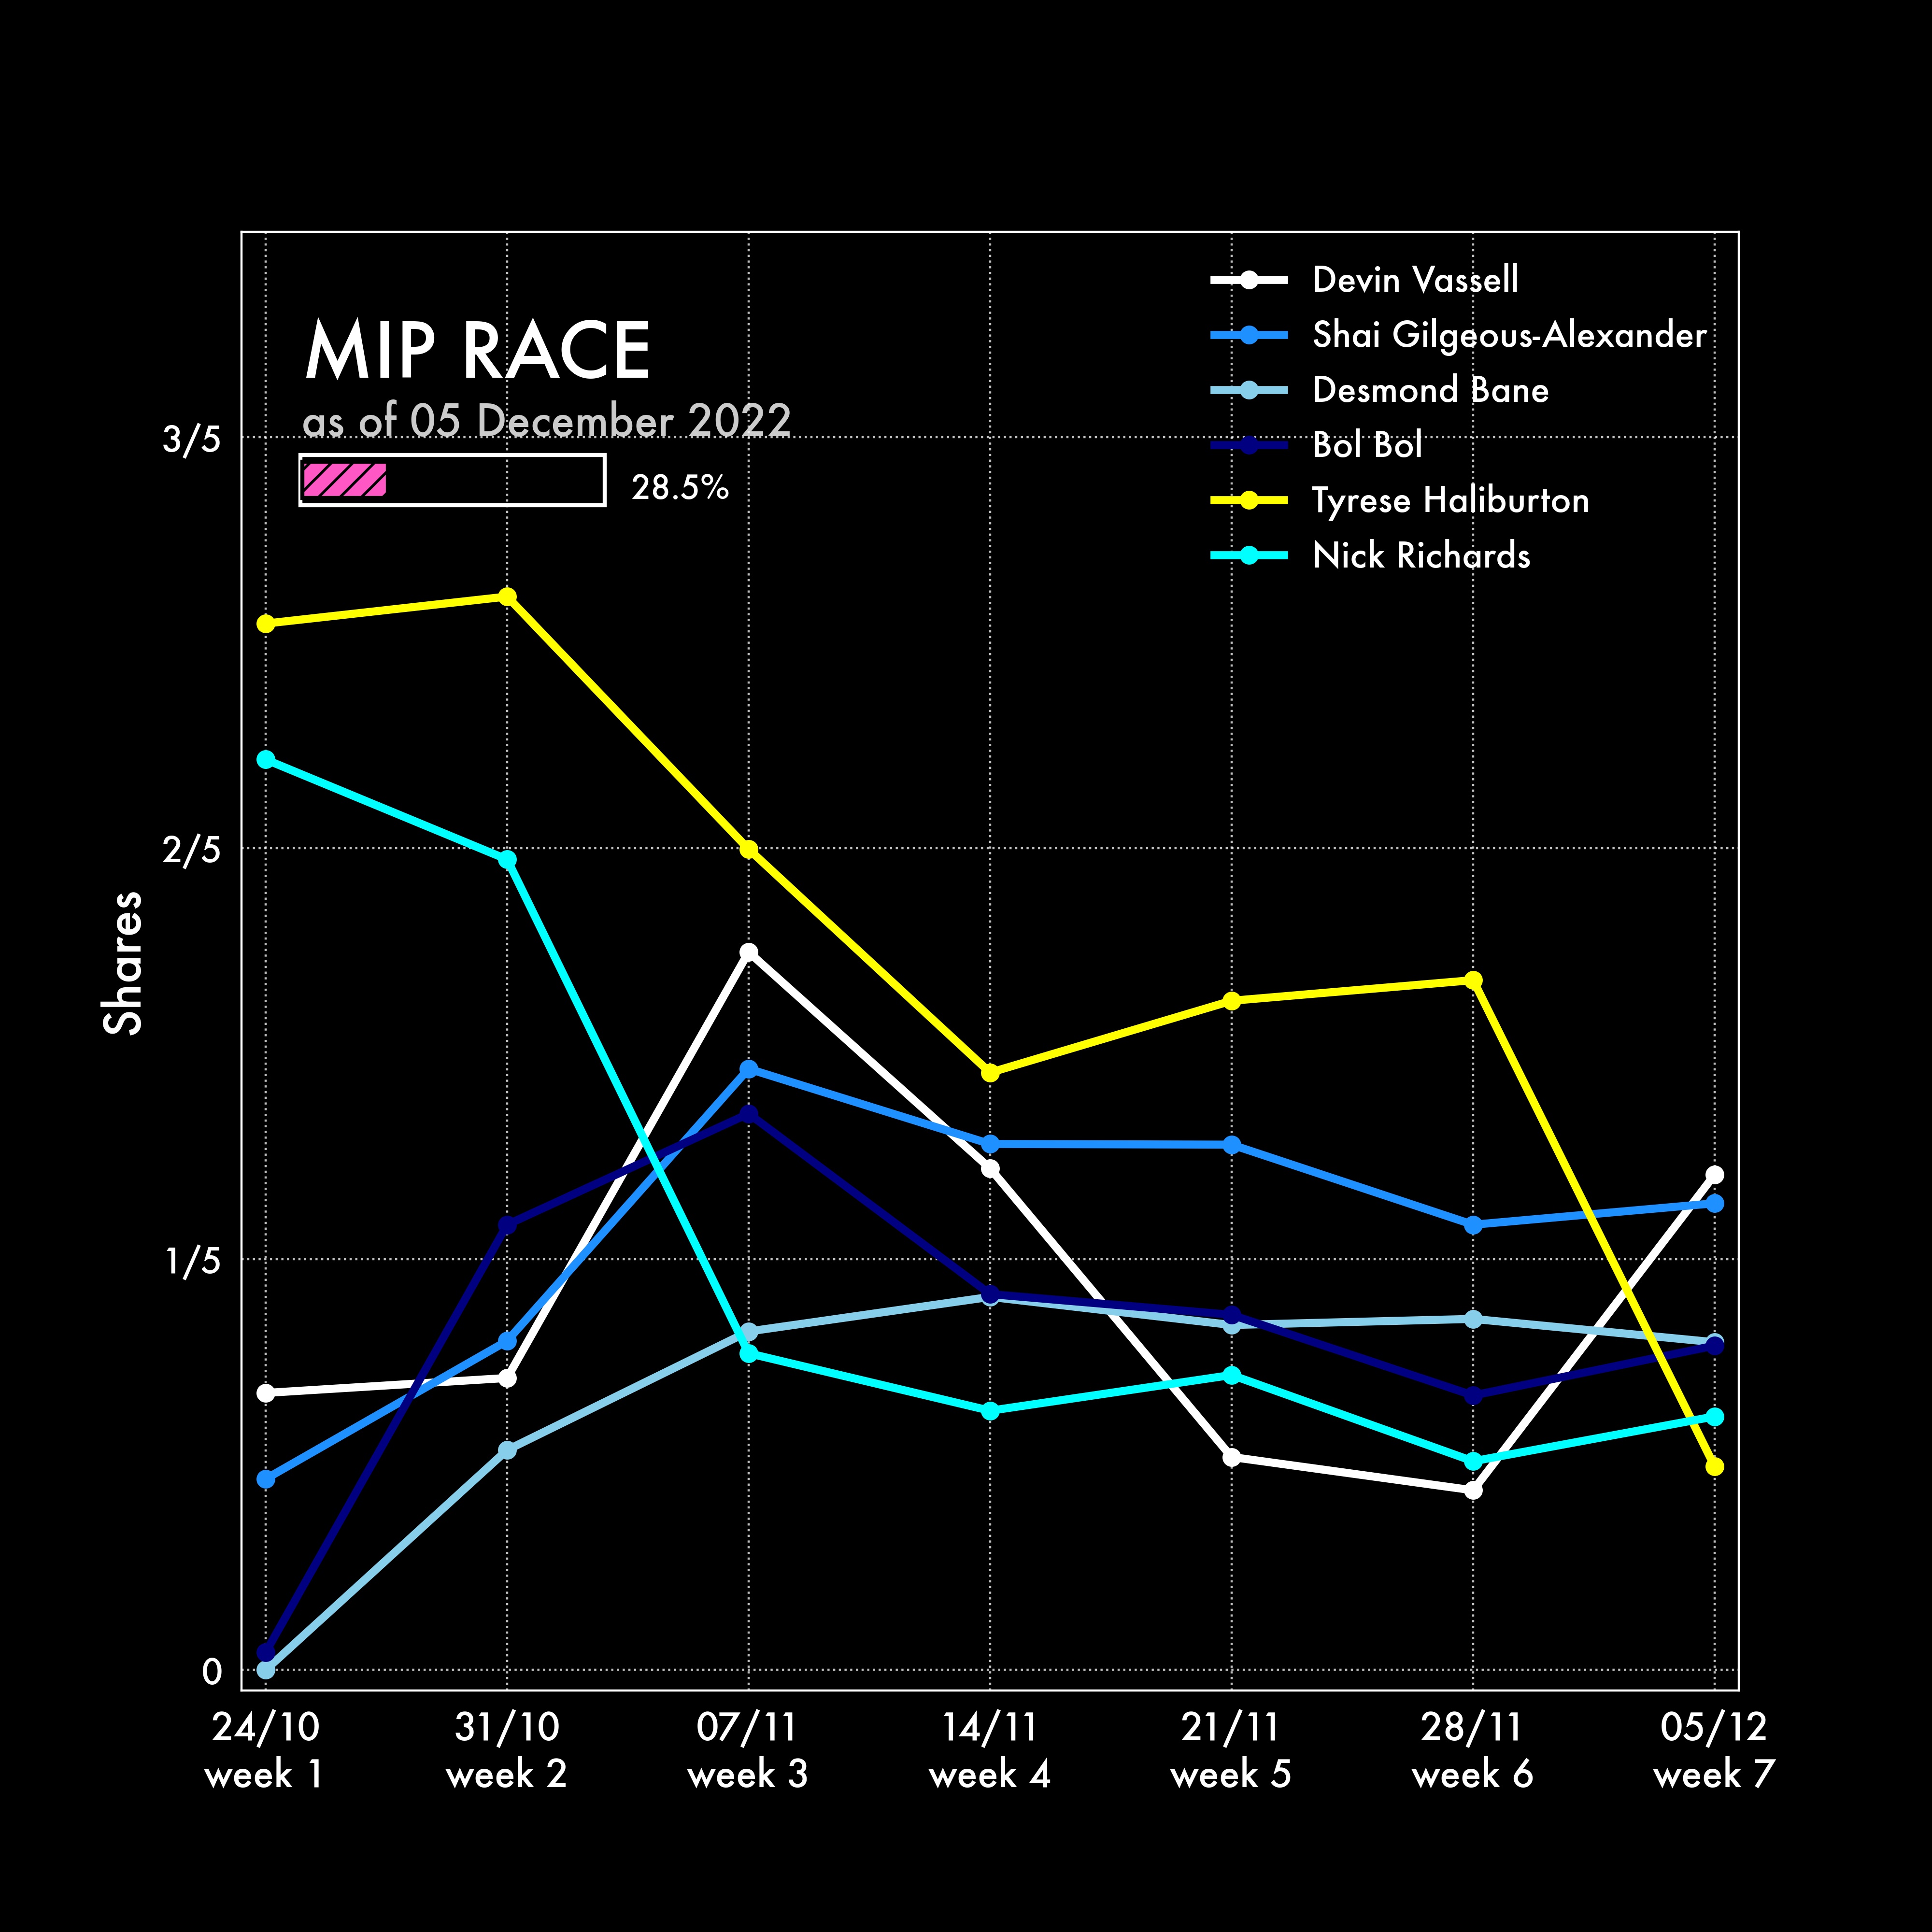 MIP RACE
as of 05 December 2022
28.5%
Devin Vassell
Shai Gilgeous-Alexander
Desmond Bane
Bol Bol
Tyrese Haliburton
Nick Richards
Shares
3/5
2/5
1/5
0
24/10 31/10 07/11 14/11 21/11 28/11 05/12
week 1 week 2 week 3 week 4 week 5 week 6 week 7